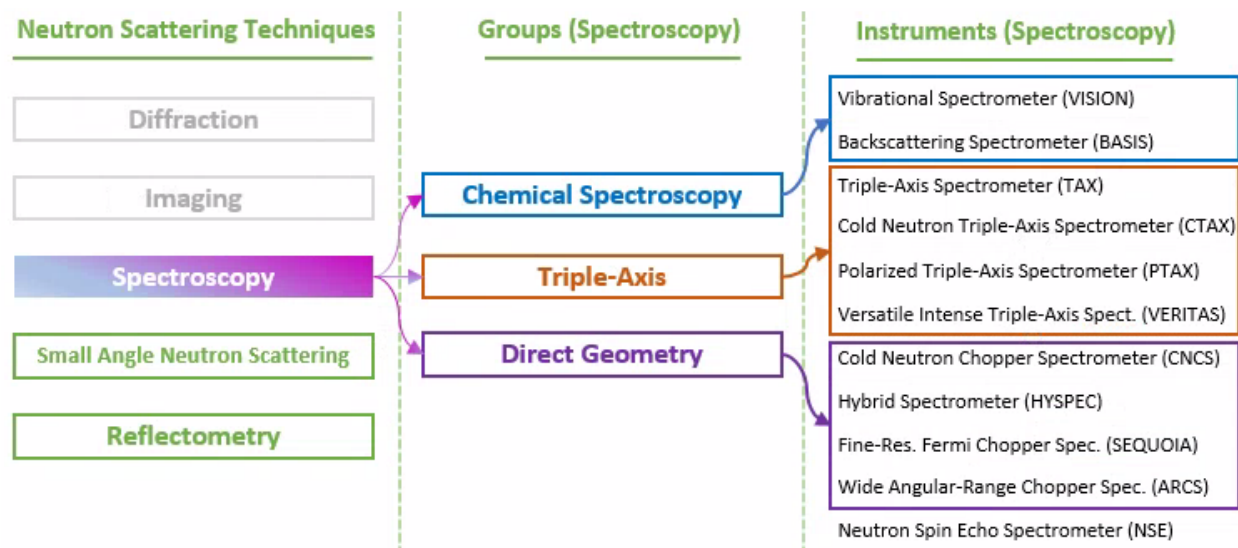 Neutron Scattering Techniques
Diffraction
Imaging
Spectroscopy
Small Angle Neutron Scattering
Reflectometry
Groups (Spectroscopy)
Chemical Spectroscopy
Triple-Axis
Direct Geometry
Instruments (Spectroscopy)
Vibrational Spectrometer (VISION)
Backscattering Spectrometer (BASIS)
Triple-Axis Spectrometer (TAX)
Cold Neutron Triple-Axis Spectrometer (CTAX)
Polarized Triple-Axis Spectrometer (PTAX)
Versatile Intense Triple-Axis Spect. (VERITAS)
Cold Neutron Chopper Spectrometer (CNCS)
Hybrid Spectrometer (HYSPEC)
Fine-Res. Fermi Chopper Spec. (SEQUOIA)
Wide Angular-Range Chopper Spec. (ARCS)
Neutron Spin Echo Spectrometer (NSE)